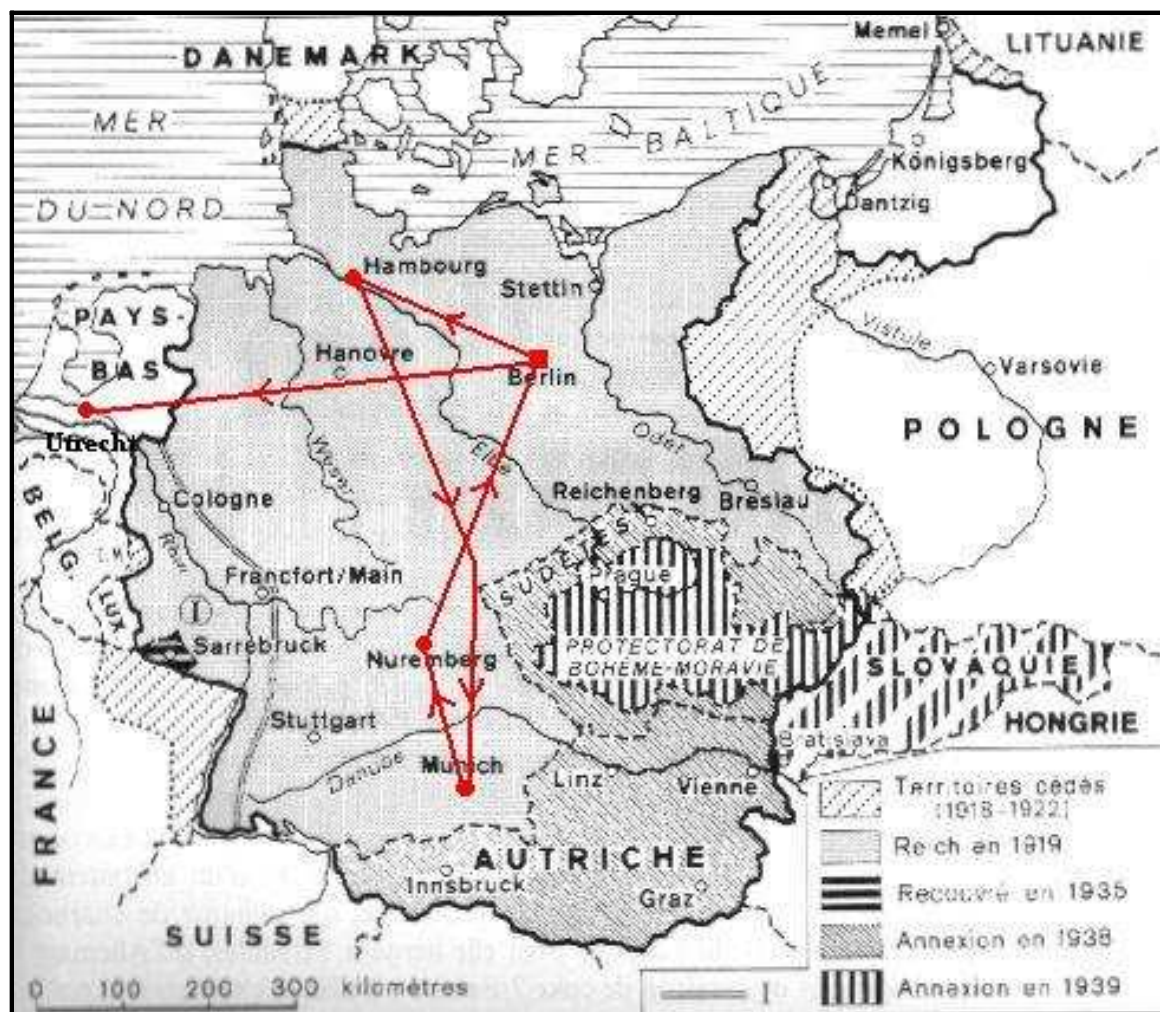 Memel
LITUANIE
DANEMARK
MER
BALTIQUE
MER
Königsberg
Dantzig
DU NORD
Hambourg
Stettin
PAYS-
BAS
Hanovre
Berlin
Vistule
Varsovie
Utrecht
POLOGNE
Oder
Elbe
Weser
BELG.
Cologne
Reichenberg
Breslau
Rhin
SUDETES
Prague
Francfort/Main
LUX
I
Sarrebruck
Nuremberg
PROTECTORAT DE
BOHÊME-MORAVIE
SLOVAQUIE
HONGRIE
Stuttgart
Bratislava
Danube
Munich
Linz
Vienne
FRANCE
Territoires cédés
(1918-1922)
AUTRICHE
Reich en 1919
Innsbruck
Graz
Recouvré en 1935
SUISSE
Annexion en 1938
0 100 200 300 kilomètres
I
Annexion en 1939